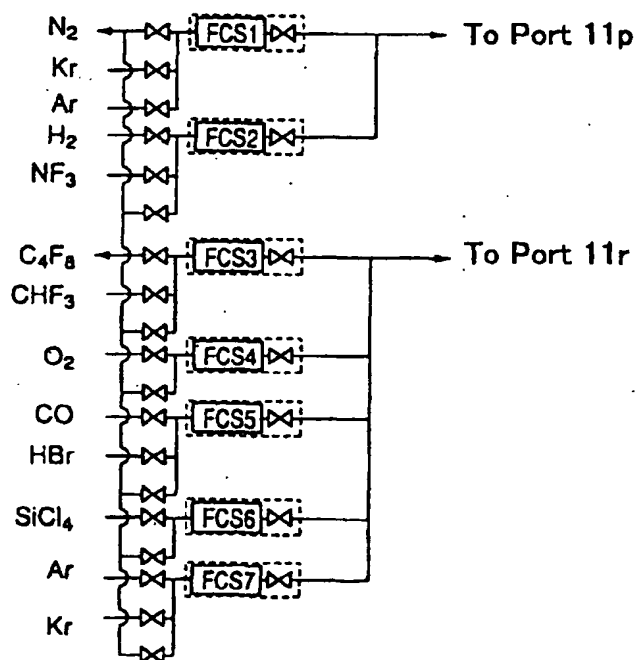 N₂ FCS1 To Port 11p
Kr
Ar
H₂ FCS2
NF₃
C₄F₈ FCS3 To Port 11r
CHF₃
O₂ FCS4
CO FCS5
HBr
SiCl₄ FCS6
Ar FCS7
Kr